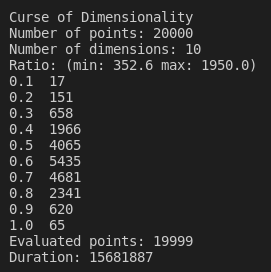 Curse of Dimensionality
Number of points: 20000
Number of dimensions: 10
Ratio: (min: 352.6 max: 1950.0)
0.1  17
0.2  151
0.3  658
0.4  1966
0.5  4065
0.6  5435
0.7  4681
0.8  2341
0.9  620
1.0  65
Evaluated points: 19999
Duration: 15681887